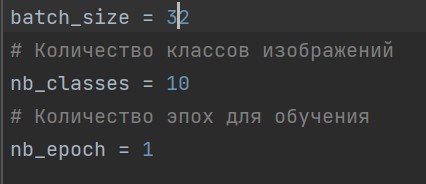 batch_size = 32
# Количество классов изображений
nb_classes = 10
# Количество эпох для обучения
nb_epoch = 1